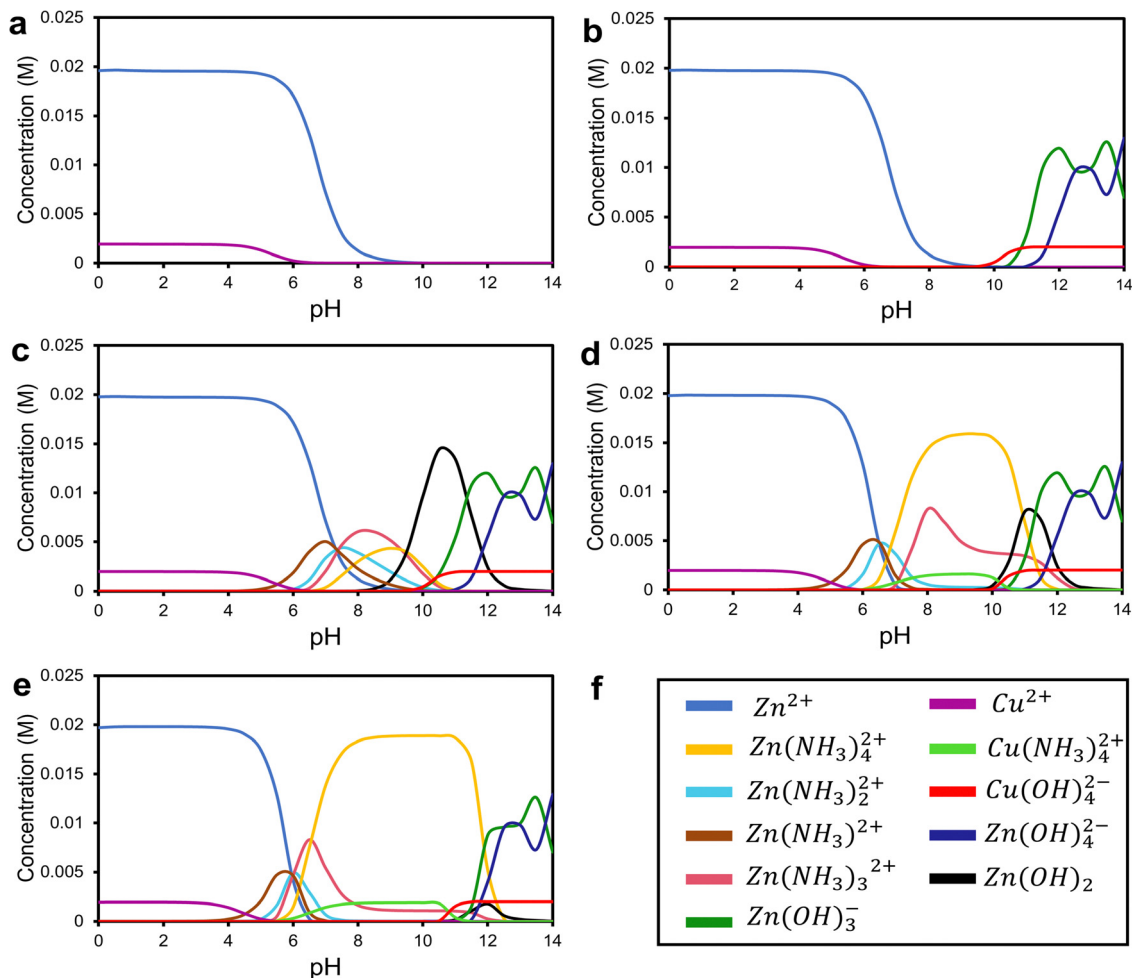 a
Concentration (M)
0.025
0.02
0.015
0.01
0.005
0
0 2 4 6 8 10 12 14
pH
b
Concentration (M)
0.025
0.02
0.015
0.01
0.005
0
0 2 4 6 8 10 12 14
pH
c
Concentration (M)
0.025
0.02
0.015
0.01
0.005
0
0 2 4 6 8 10 12 14
pH
d
Concentration (M)
0.025
0.02
0.015
0.01
0.005
0
0 2 4 6 8 10 12 14
pH
e
Concentration (M)
0.025
0.02
0.015
0.01
0.005
0
0 2 4 6 8 10 12 14
pH
f
Zn²⁺
Zn(NH₃)₄²⁺
Zn(NH₃)₂²⁺
Zn(NH₃)²⁺
Zn(NH₃)₃²⁺
Zn(OH)₃⁻
Cu²⁺
Cu(NH₃)₄²⁺
Cu(OH)₄²⁻
Zn(OH)₄²⁻
Zn(OH)₂